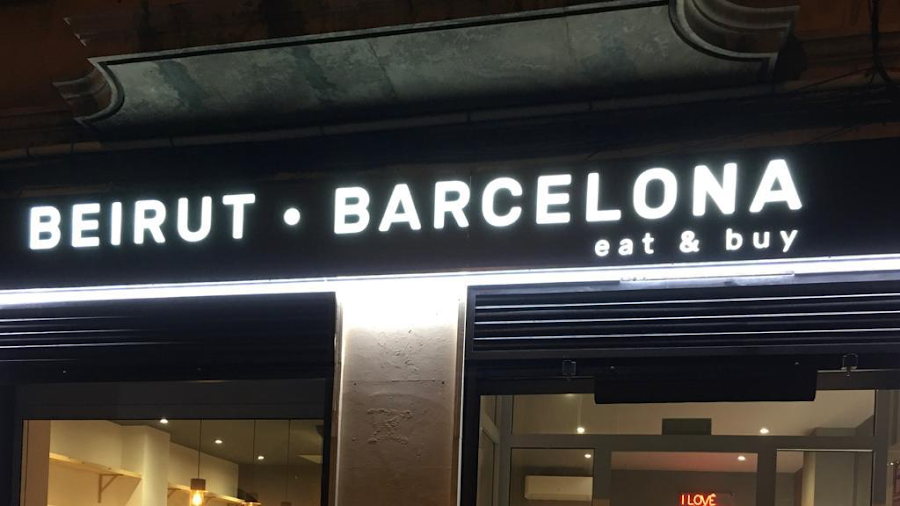 BEIRUT • BARCELONA
eat & buy
I LOVE